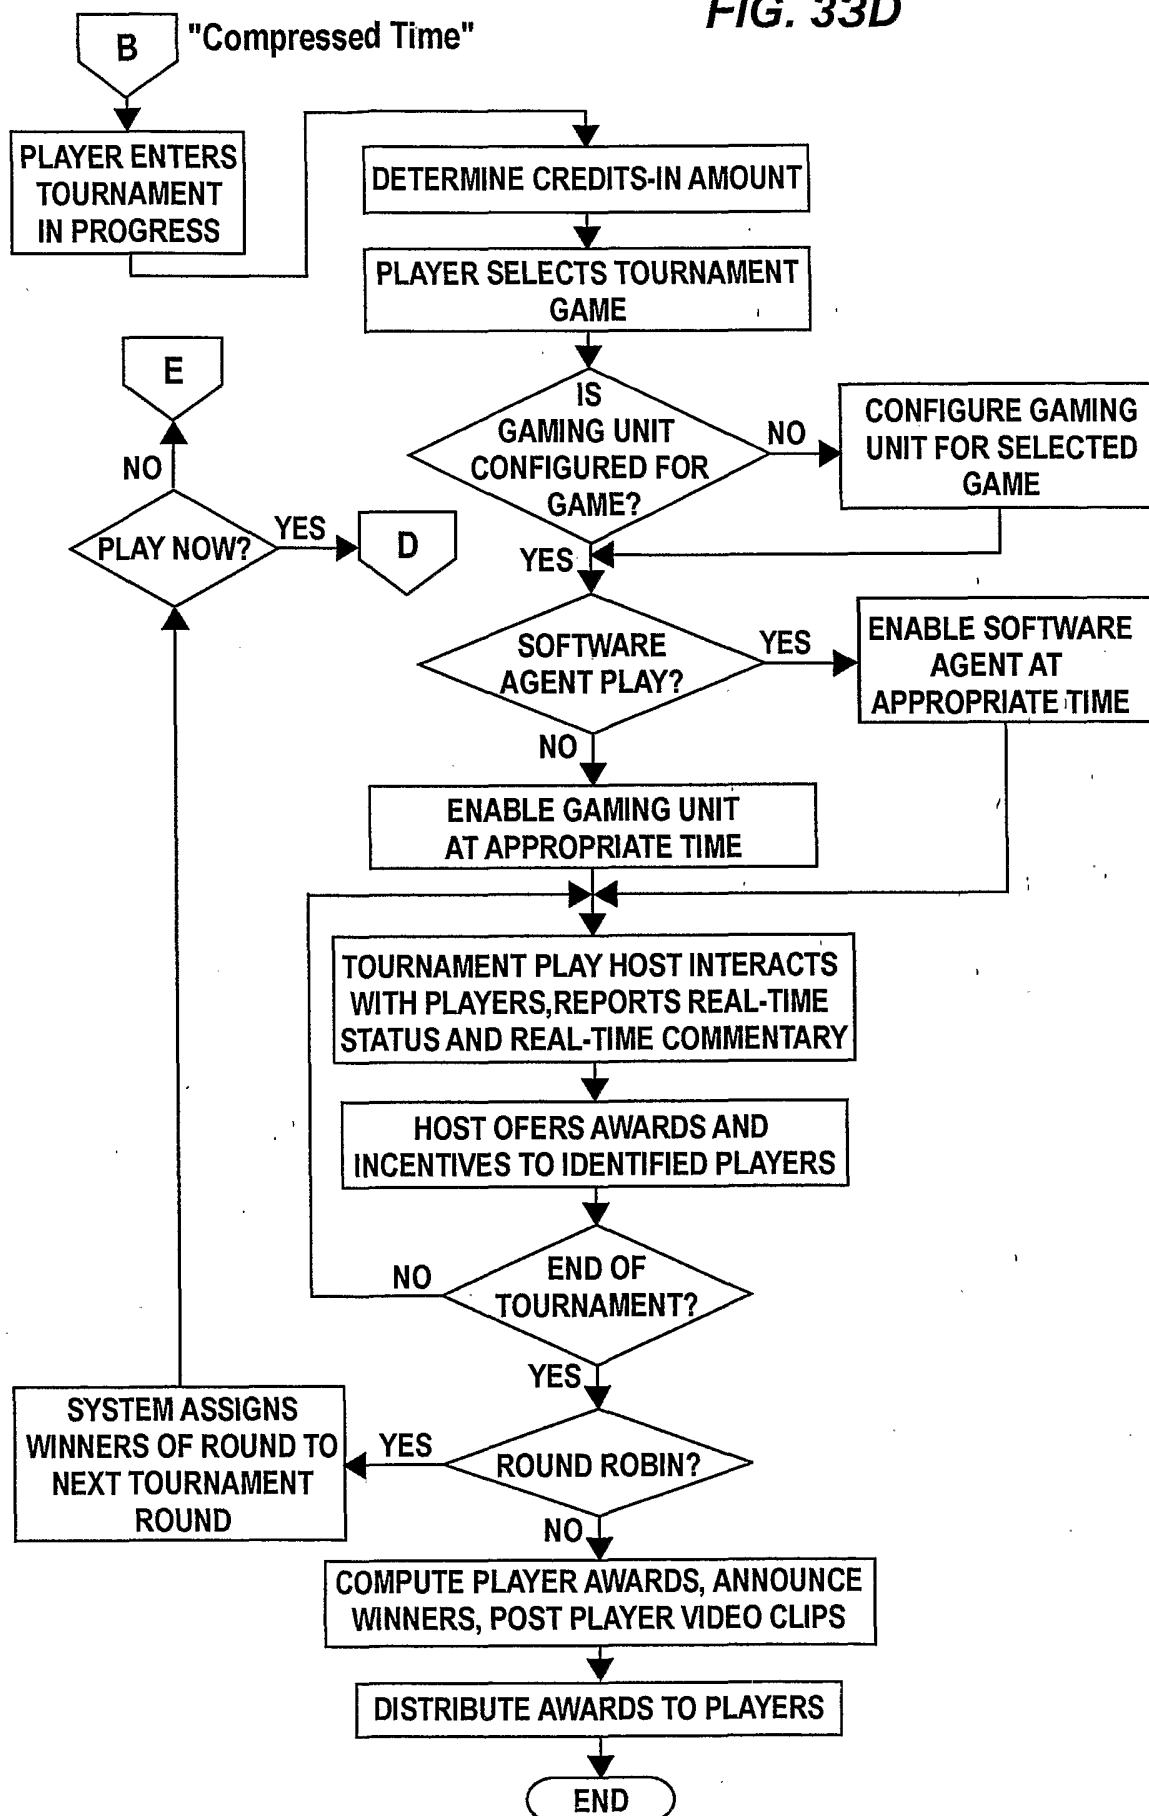 FIG. 33D
B
"Compressed Time"
PLAYER ENTERS
TOURNAMENT
IN PROGRESS
DETERMINE CREDITS-IN AMOUNT
PLAYER SELECTS TOURNAMENT
GAME
IS
GAMING UNIT
CONFIGURED FOR
GAME?
NO
CONFIGURE GAMING
UNIT FOR SELECTED
GAME
E
NO
PLAY NOW?
YES
D
YES
SOFTWARE
AGENT PLAY?
YES
ENABLE SOFTWARE
AGENT AT
APPROPRIATE TIME
NO
ENABLE GAMING UNIT
AT APPROPRIATE TIME
TOURNAMENT PLAY HOST INTERACTS
WITH PLAYERS,REPORTS REAL-TIME
STATUS AND REAL-TIME COMMENTARY
HOST OFERS AWARDS AND
INCENTIVES TO IDENTIFIED PLAYERS
END OF
TOURNAMENT?
NO
YES
ROUND ROBIN?
YES
SYSTEM ASSIGNS
WINNERS OF ROUND TO
NEXT TOURNAMENT
ROUND
NO
COMPUTE PLAYER AWARDS, ANNOUNCE
WINNERS, POST PLAYER VIDEO CLIPS
DISTRIBUTE AWARDS TO PLAYERS
END